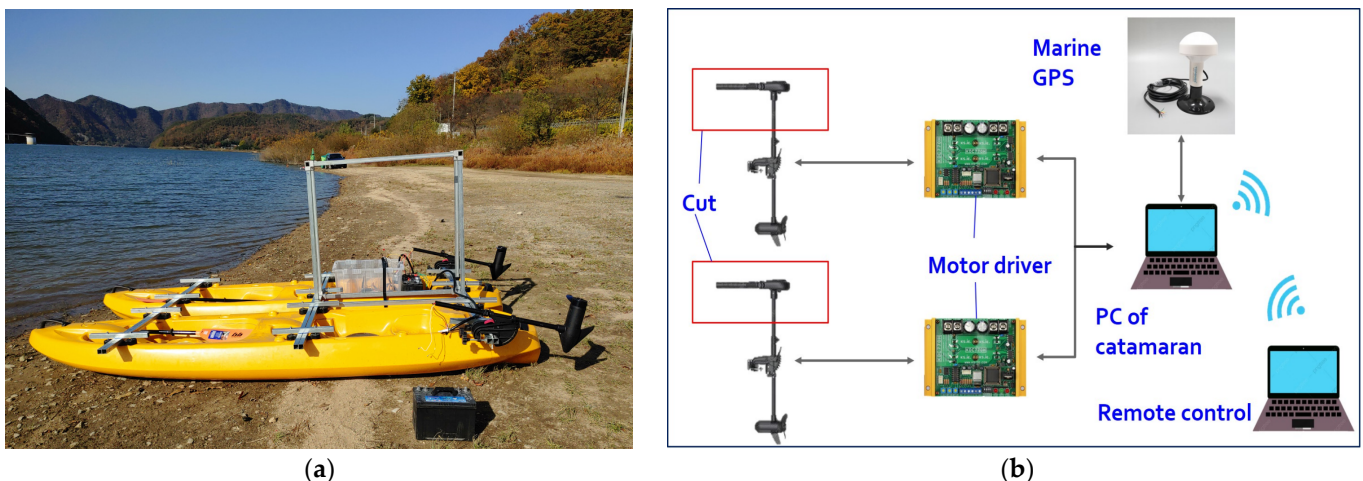 Marine
GPS
Cut
Motor driver
PC of
catamaran
Remote control
(a)
(b)